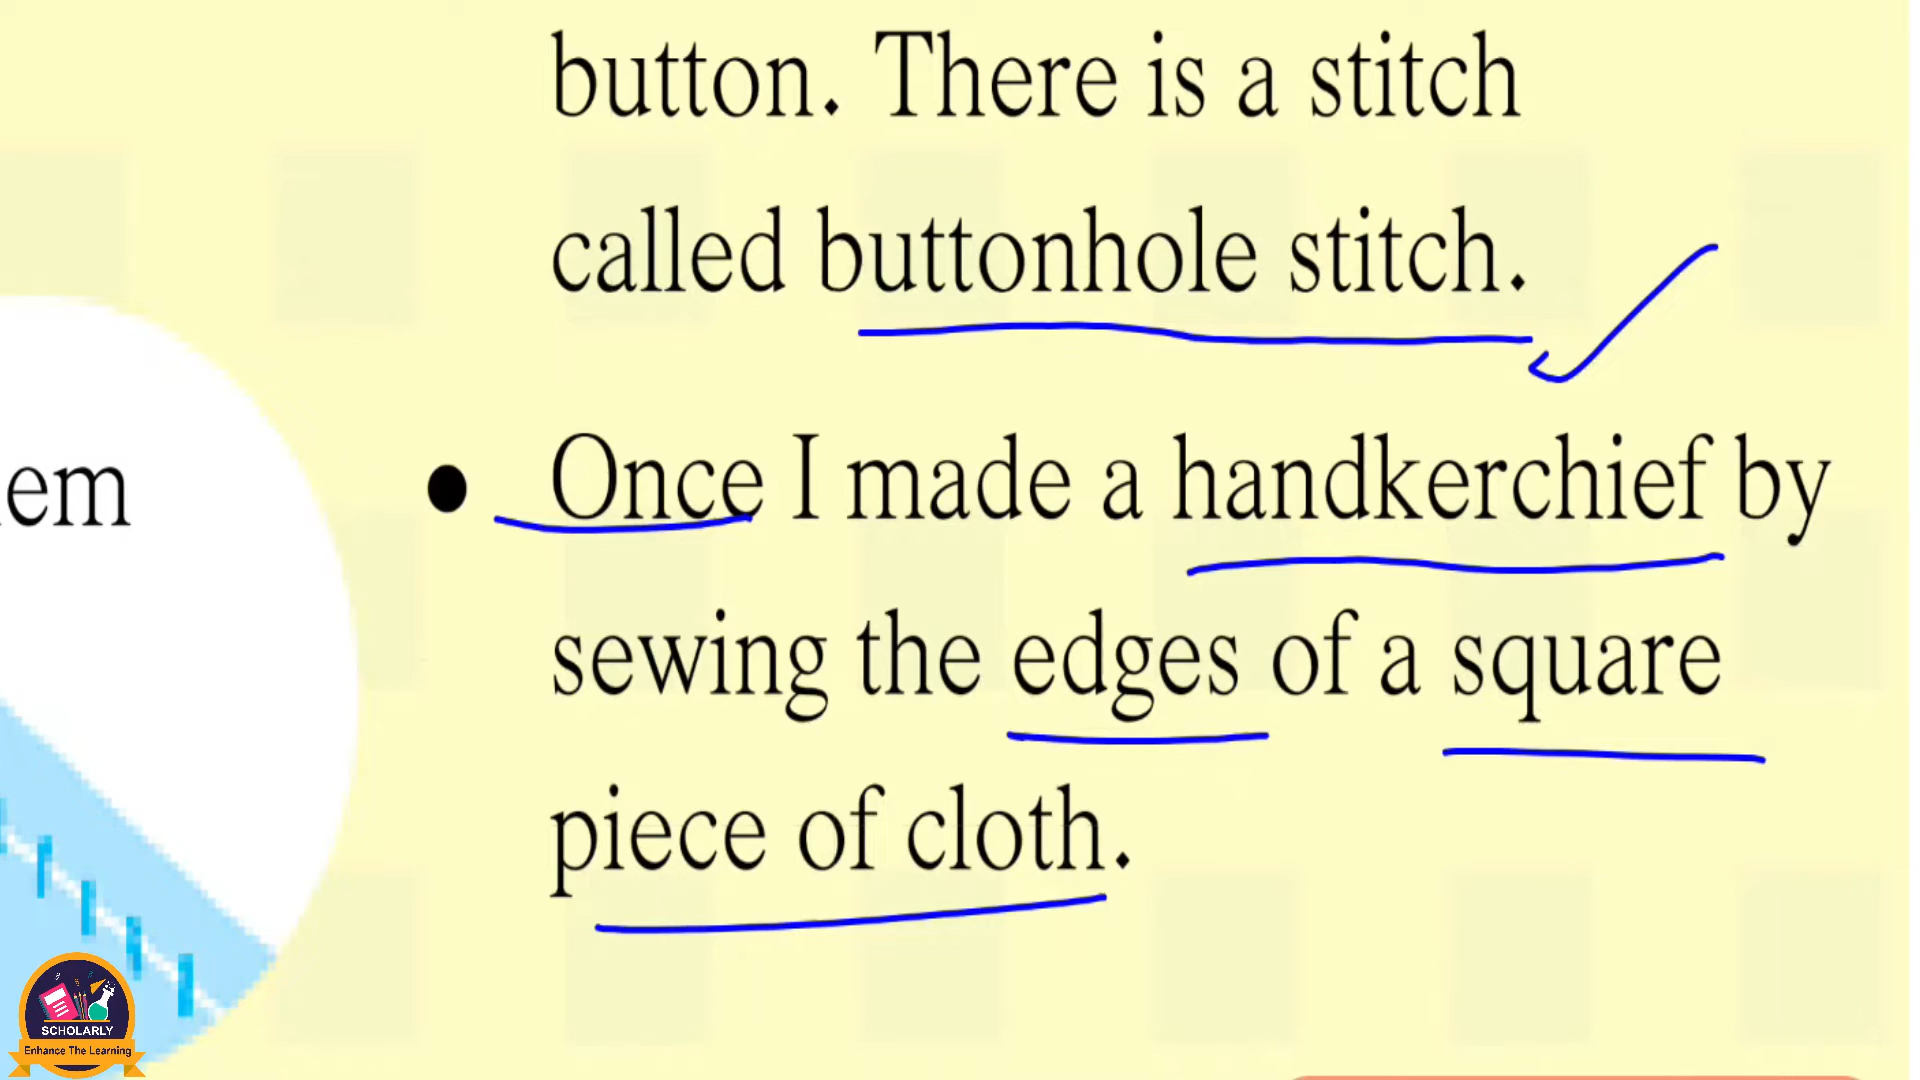 button. There is a stitch
called buttonhole stitch.
em
• Once I made a handkerchief by
sewing the edges of a square
piece of cloth.
SCHOLARLY
Enhance The Learning